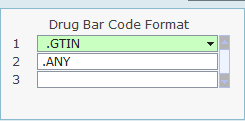 Drug Bar Code Format
1 .GTIN
2 .ANY
3